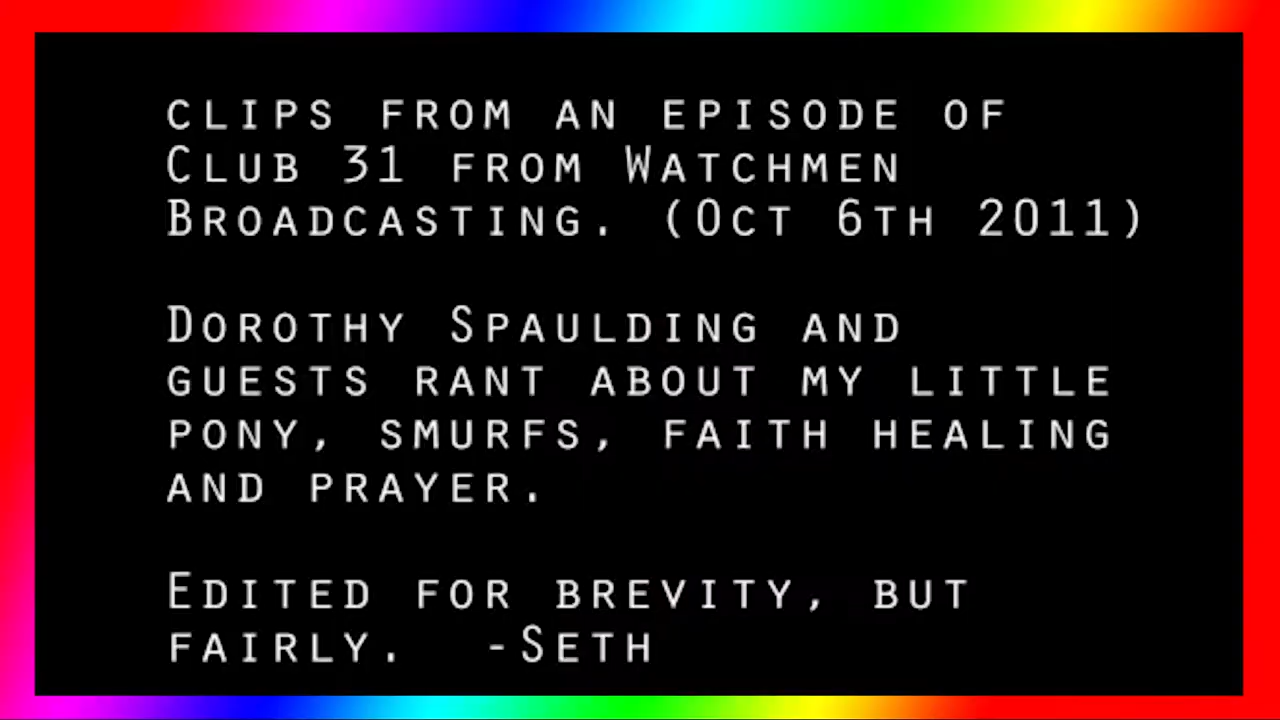 CLIPS FROM AN EPISODE OF
CLUB 31 FROM WATCHMEN
BROADCASTING. (OCT 6TH 2011)
DOROTHY SPAULDING AND
GUESTS RANT ABOUT MY LITTLE
PONY, SMURFS, FAITH HEALING
AND PRAYER.
EDITED FOR BREVITY, BUT
FAIRLY. -SETH